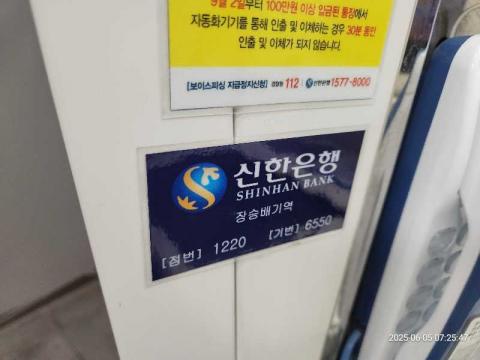 9월 2일부터 100만원 이상 입금된 통장에서
자동화기기를 통해 인출 및 이체하는 경우 30분 동안
인출 및 이체가 되지 않습니다.
[보이스피싱 지급정지신청] 경찰청 112 신한은행 1577-8000
신한은행
SHINHAN BANK
장승배기역
[점번] 1220 [기번] 6550
2025 06 05 07:25:47